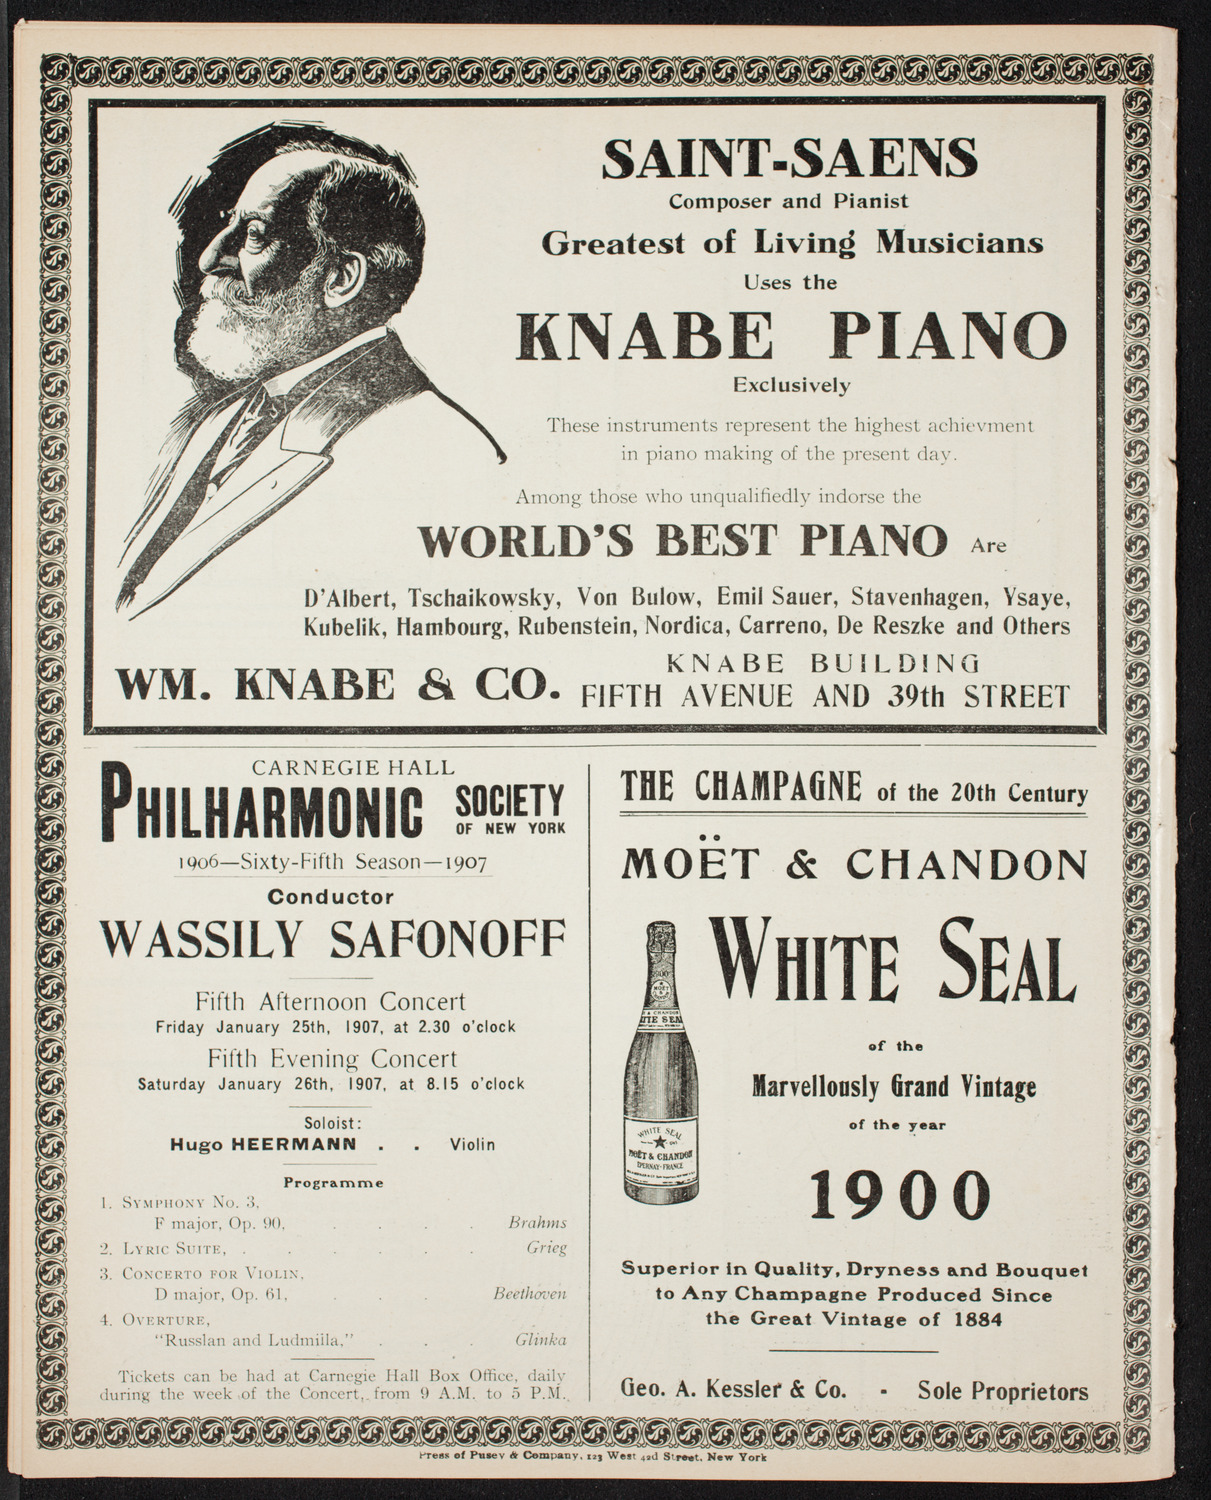 SAINT-SAENS
Composer and Pianist
Greatest of Living Musicians
Uses the
KNABE PIANO
Exclusively
These instruments represent the highest achievment
in piano making of the present day.
Among those who unqualifiedly indorse the
WORLD'S BEST PIANO Are
D'Albert, Tschaikowsky, Von Bulow, Emil Sauer, Stavenhagen, Ysaye,
Kubelik, Hambourg, Rubenstein, Nordica, Carreno, De Reszke and Others
WM. KNABE & CO.
KNABE BUILDING
FIFTH AVENUE AND 39th STREET
CARNEGIE HALL
PHILHARMONIC SOCIETY
OF NEW YORK
1906—Sixty-Fifth Season—1907
Conductor
WASSILY SAFONOFF
Fifth Afternoon Concert
Friday January 25th, 1907, at 2.30 o'clock
Fifth Evening Concert
Saturday January 26th, 1907, at 8.15 o'clock
Soloist:
Hugo HEERMANN . . Violin
Programme
1. SYMPHONY No. 3,
F major, Op. 90, . . . . Brahms
2. LYRIC SUITE, . . . . . . Grieg
3. CONCERTO FOR VIOLIN,
D major, Op. 61, . . . Beethoven
4. OVERTURE,
"Russlan and Ludmilla," . . . Glinka
Tickets can be had at Carnegie Hall Box Office, daily
during the week of the Concert, from 9 A.M. to 5 P.M.
THE CHAMPAGNE of the 20th Century
MOËT & CHANDON
WHITE SEAL
of the
Marvellously Grand Vintage
of the year
1900
WHITE SEAL
MOËT & CHANDON
EPERNAY-FRANCE
Superior in Quality, Dryness and Bouquet
to Any Champagne Produced Since
the Great Vintage of 1884
Geo. A. Kessler & Co. - Sole Proprietors
Press of Pusey & Company, 123 West 42d Street, New York